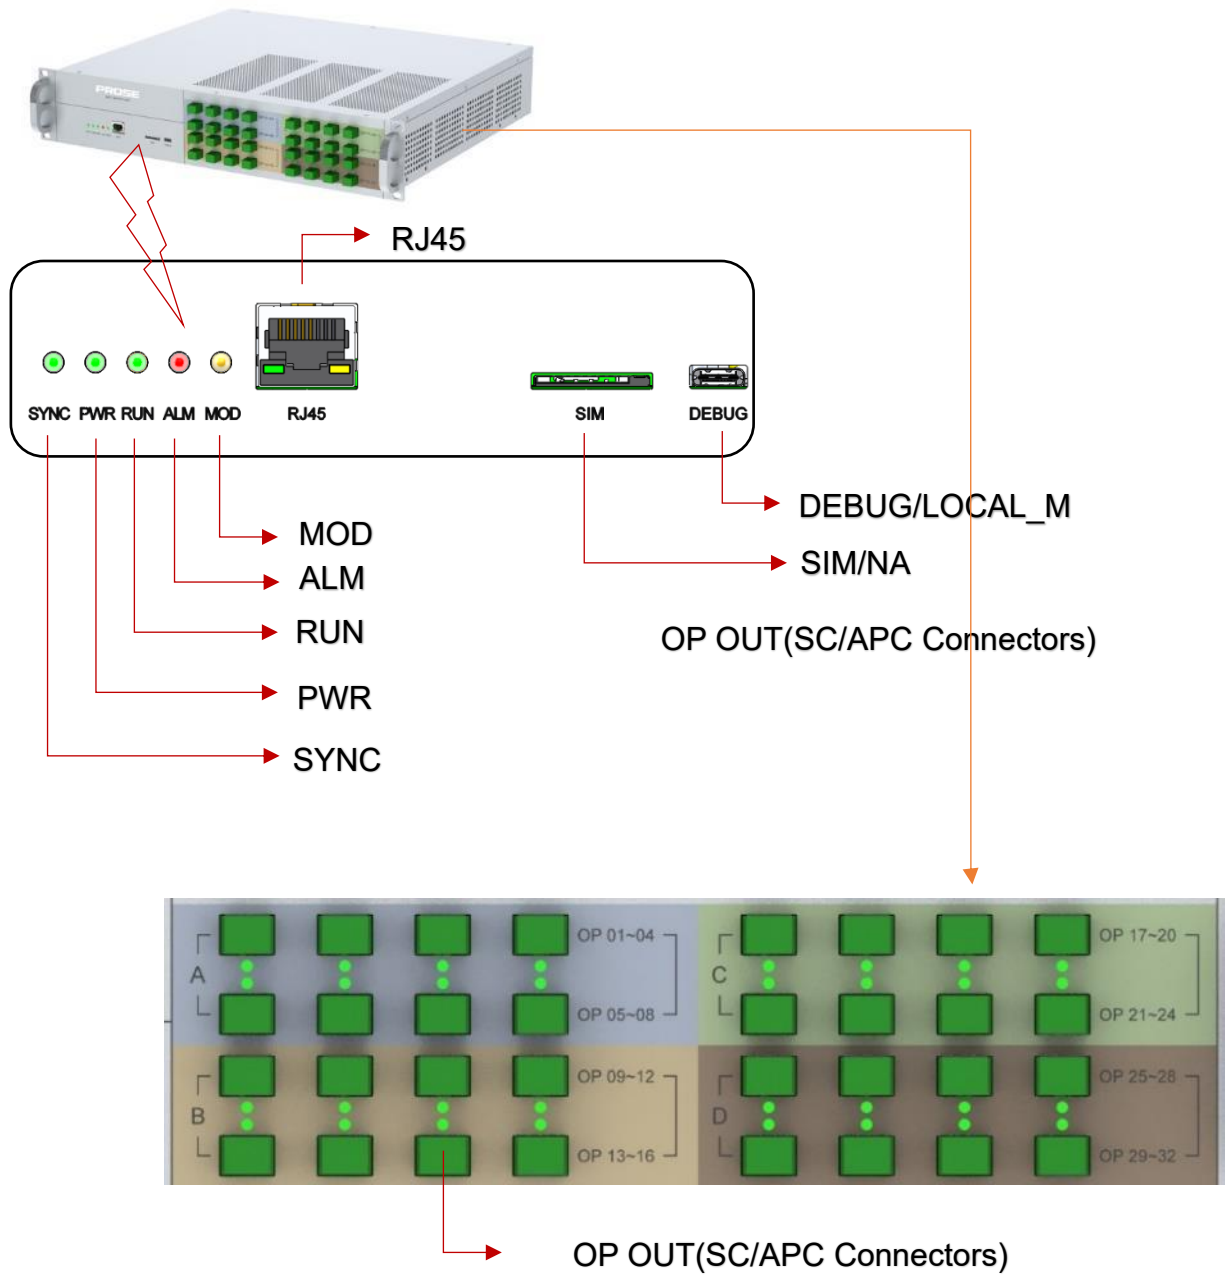 PROSE
RJ45
SYNC PWR RUN ALM MOD RJ45 SIM DEBUG
DEBUG/LOCAL_M
MOD
SIM/NA
ALM
RUN
OP OUT(SC/APC Connectors)
PWR
SYNC
A
OP 01~04
OP 05~08
C
OP 17~20
OP 21~24
B
OP 09~12
OP 13~16
D
OP 25~28
OP 29~32
OP OUT(SC/APC Connectors)